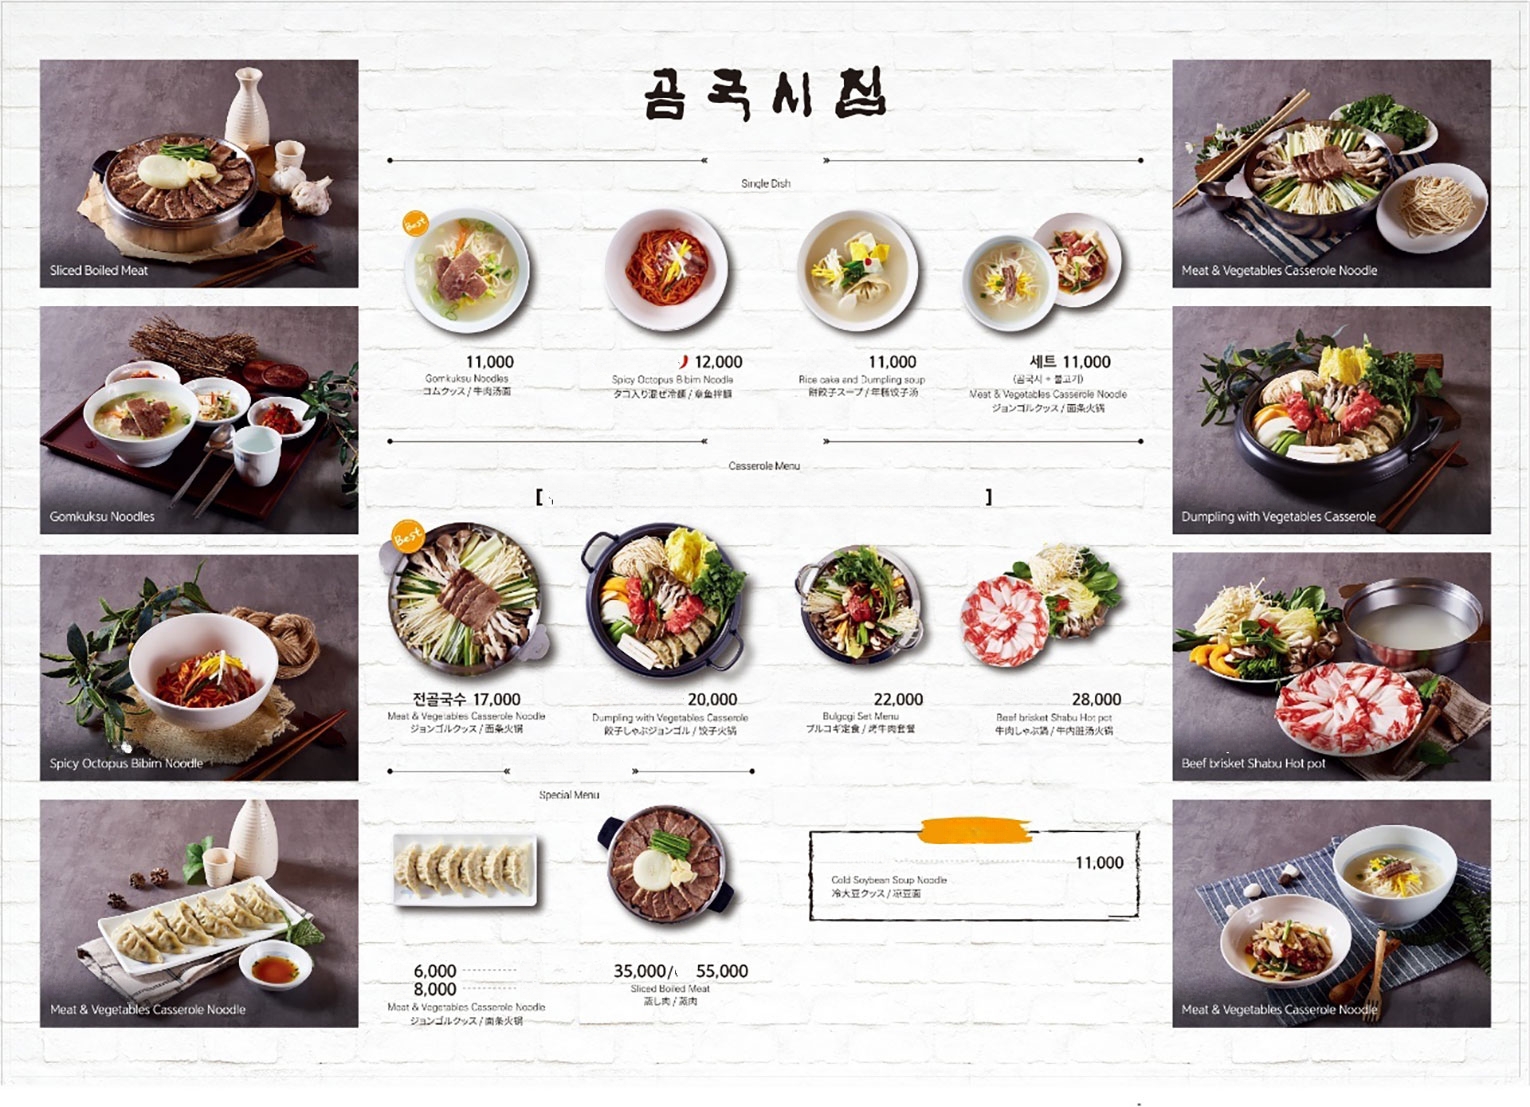 곰국시집
Single Dish
Best
11,000
Gomkuksu Noodles
コムクッス / 牛肉汤面
12,000
Spicy Octopus Bibim Noodle
タコ入り混ぜ冷麵 / 章鱼拌麵
11,000
Rice cake and Dumpling soup
餅餃子スープ / 年糕饺子汤
세트 11,000
(곰국시 + 불고기)
Meat & Vegetables Casserole Noodle
ジョンゴルクッス / 面条火锅
Casserole Menu
[ ]
Best
전골국수 17,000
Meat & Vegetables Casserole Noodle
ジョンゴルクッス / 面条火锅
20,000
Dumpling with Vegetables Casserole
餃子しゃぶジョンゴル / 饺子火锅
22,000
Bulgogi Set Menu
プルコギ定食 / 烤牛肉套餐
28,000
Beef brisket Shabu Hot pot
牛肉しゃぶ鍋 / 牛内脏汤火锅
Special Menu
6,000
8,000
Meat & Vegetables Casserole Noodle
ジョンゴルクッス / 面条火锅
35,000/ 55,000
Sliced Boiled Meat
蒸し肉 / 蒸肉
11,000
Cold Soybean Soup Noodle
冷大豆クッス / 凉豆面
Sliced Boiled Meat
Gomkuksu Noodles
Spicy Octopus Bibim Noodle
Meat & Vegetables Casserole Noodle
Meat & Vegetables Casserole Noodle
Dumpling with Vegetables Casserole
Beef brisket Shabu Hot pot
Meat & Vegetables Casserole Noodle